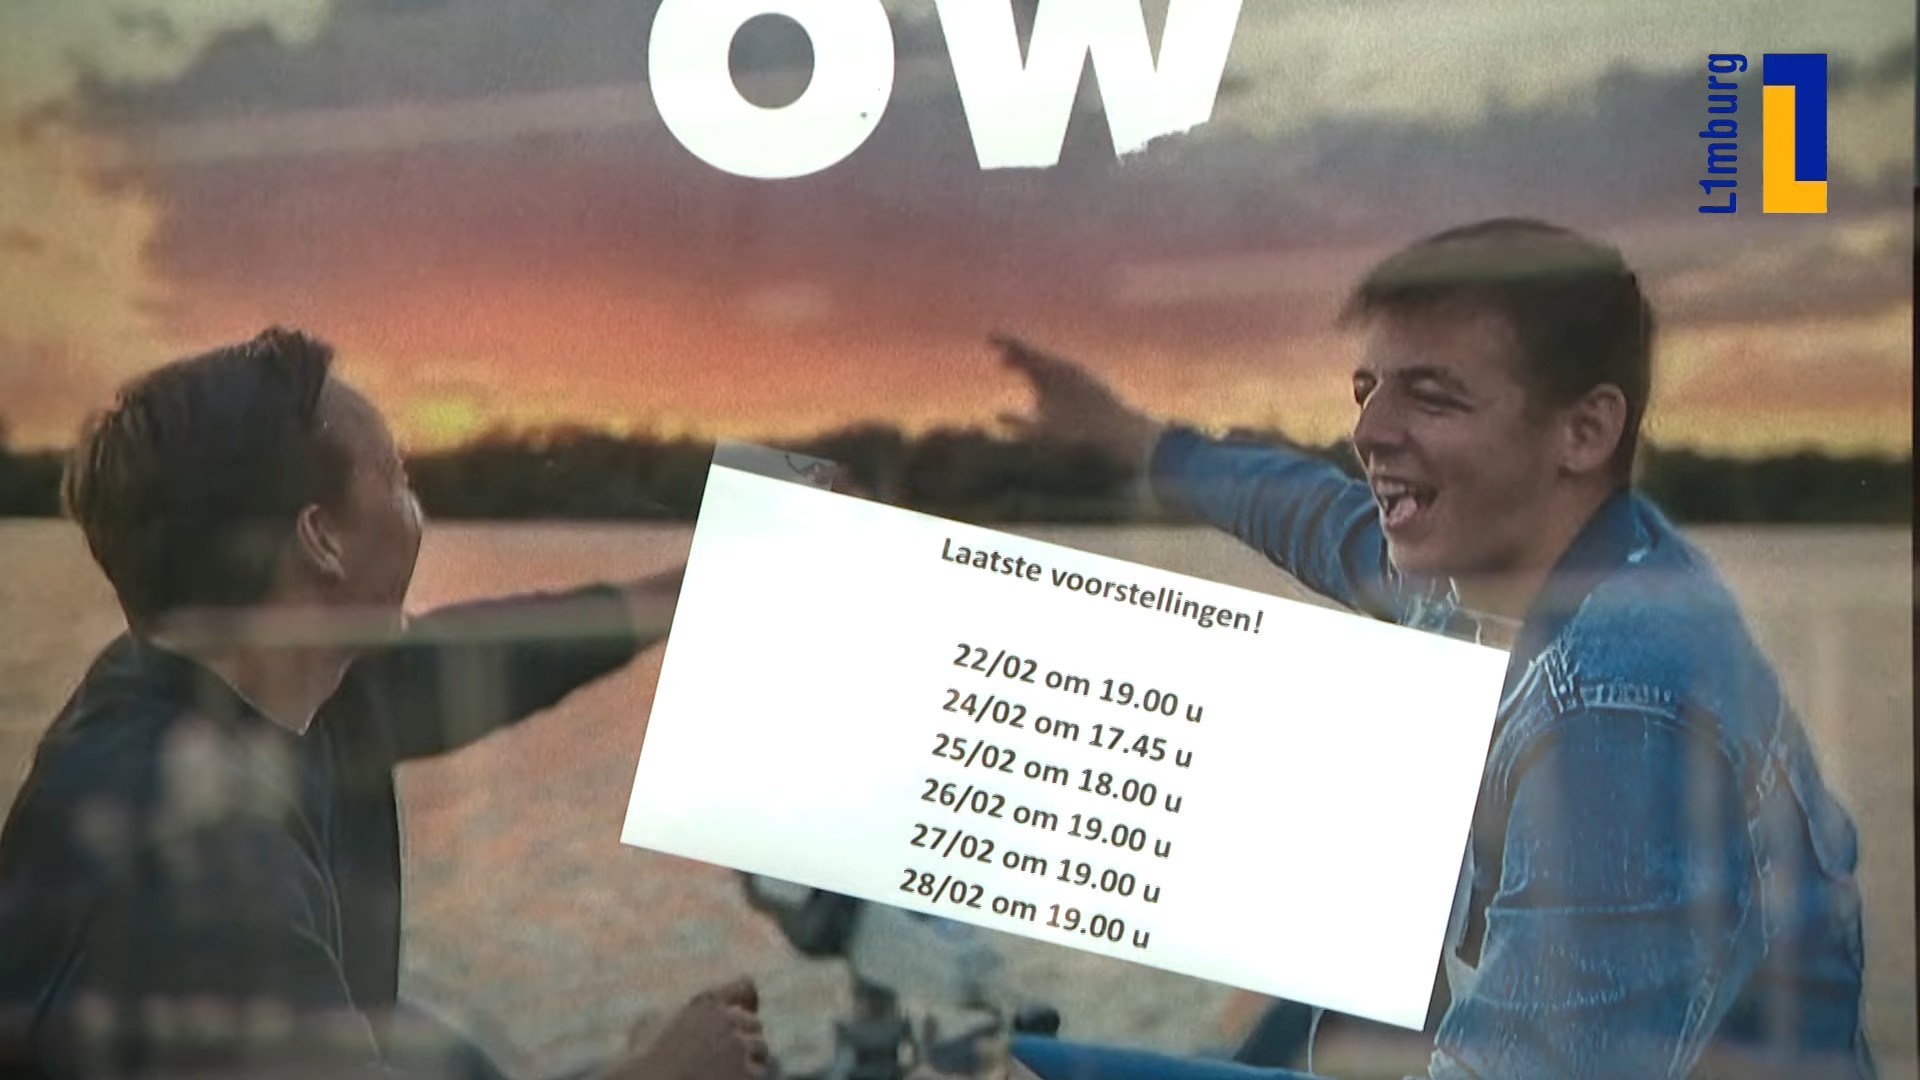 ow
L1mburg
Laatste voorstellingen!
22/02 om 19.00 u
24/02 om 17.45 u
25/02 om 18.00 u
26/02 om 19.00 u
27/02 om 19.00 u
28/02 om 19.00 u